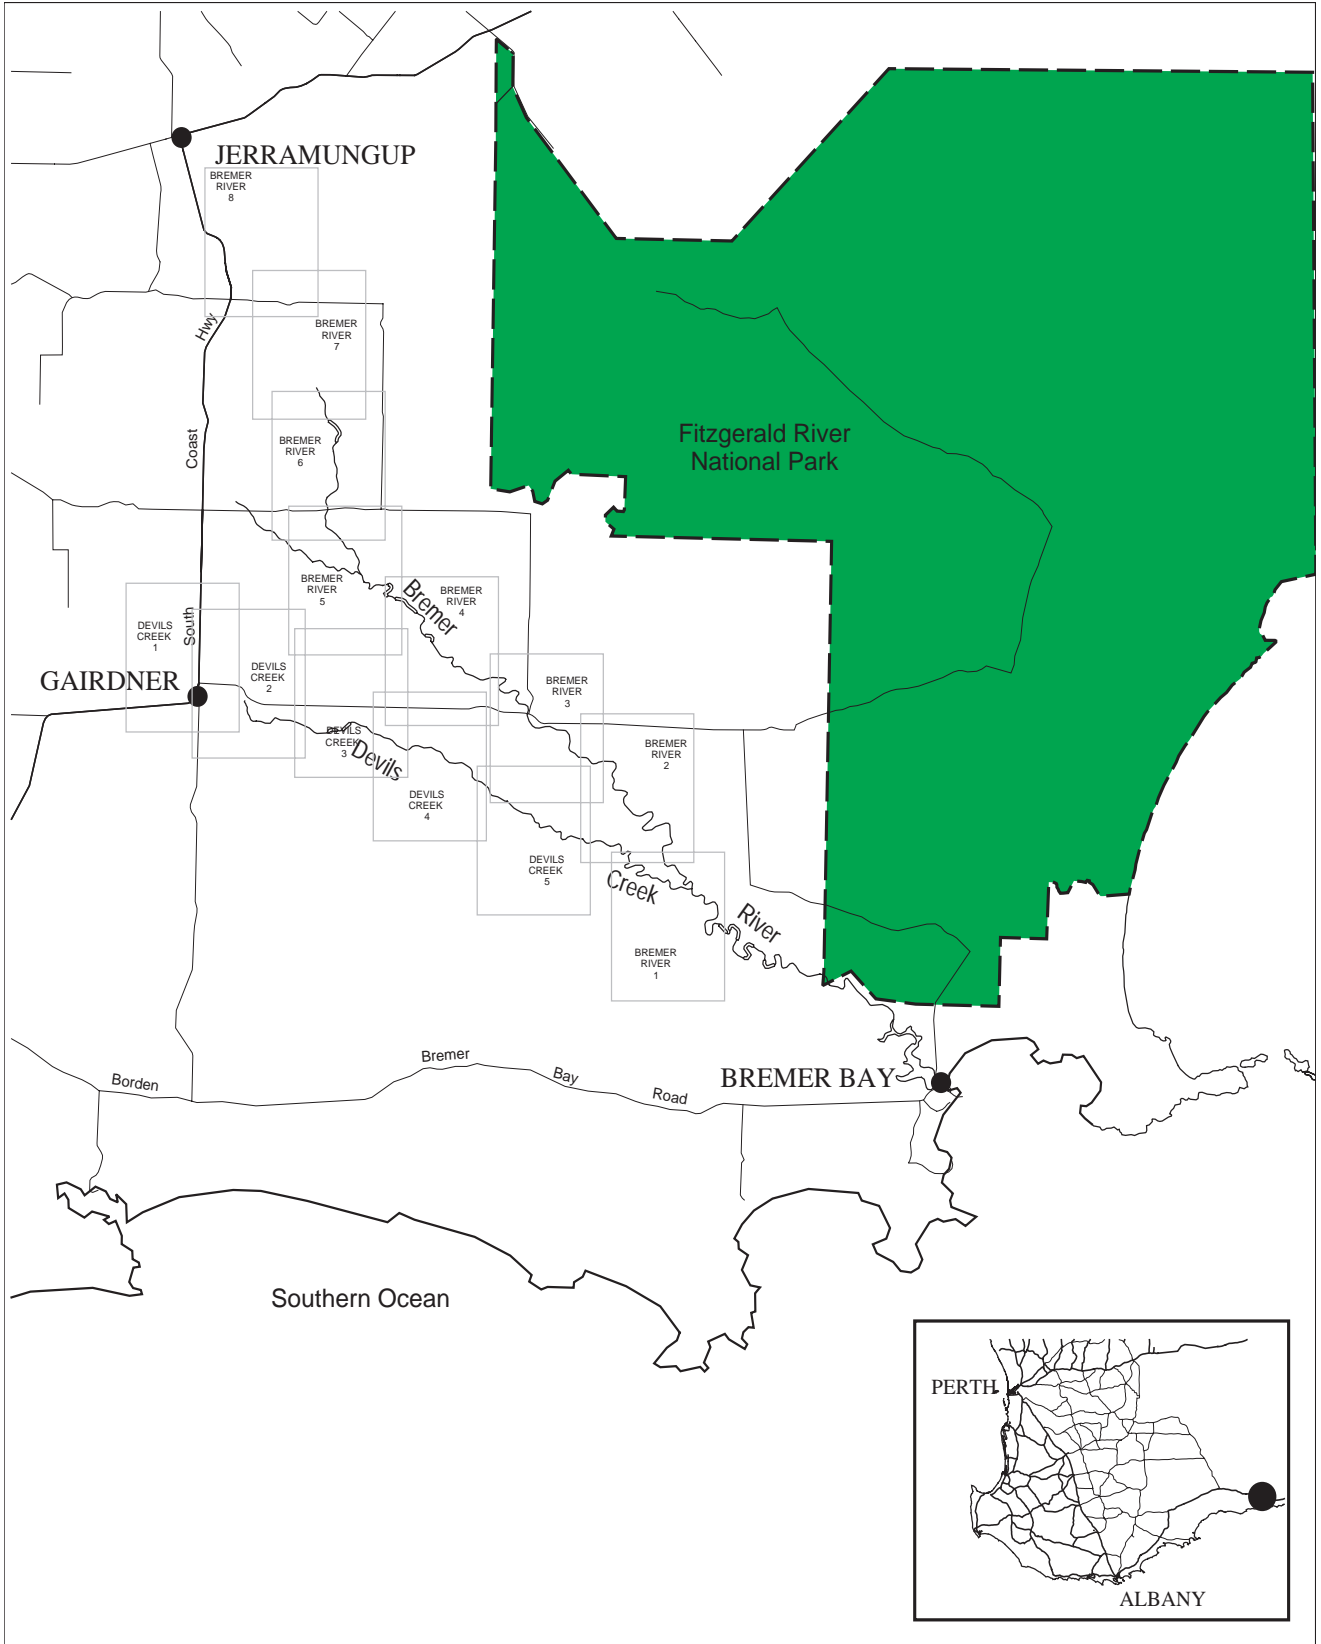 JERRAMUNGUP
BREMER
RIVER
8
BREMER
RIVER
7
Hwy
Coast
South
BREMER
RIVER
6
Fitzgerald River
National Park
BREMER
RIVER
5
Bremer
BREMER
RIVER
4
DEVILS
CREEK
1
GAIRDNER
DEVILS
CREEK
2
BREMER
RIVER
3
DEVILS
CREEK
3
Devils
BREMER
RIVER
2
DEVILS
CREEK
4
DEVILS
CREEK
5
Creek
River
BREMER
RIVER
1
BREMER BAY
Borden
Bremer
Bay
Road
Southern Ocean
PERTH
ALBANY